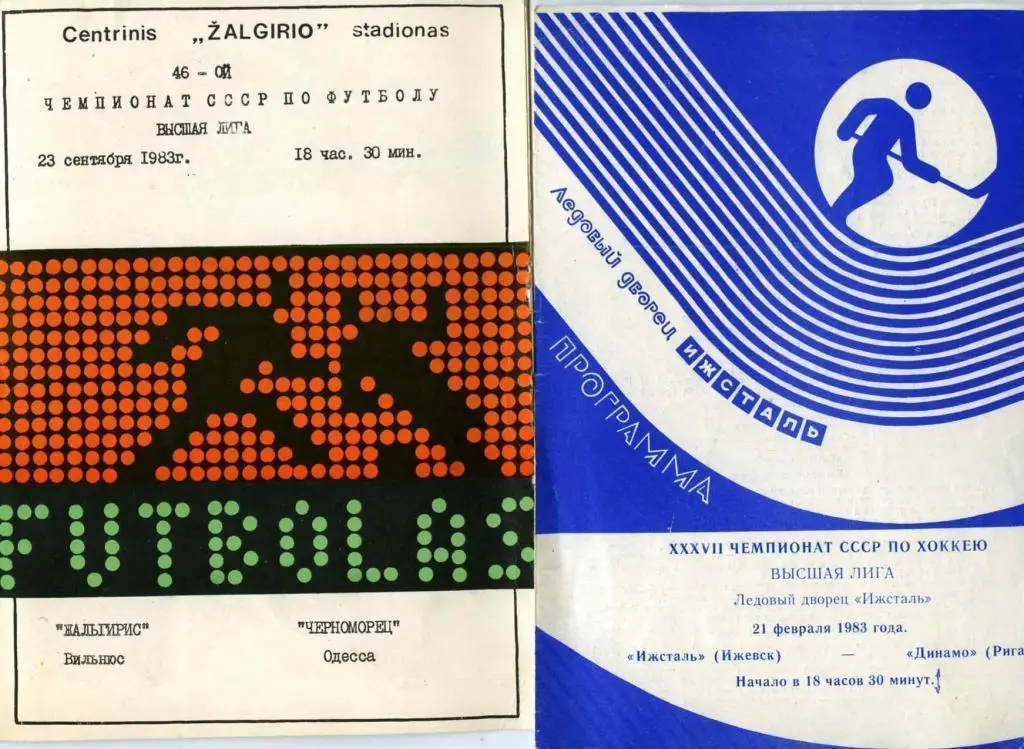 Centrinis „ŽALGIRIO” stadionas
46 - ОЙ
ЧЕМПИОНАТ СССР ПО ФУТБОЛУ
ВЫСШАЯ ЛИГА
23 сентября 1983г. 18 час. 30 мин.
FUTBOLAS
"ЖАЛЬГИРИС" "ЧЕРНОМОРЕЦ"
Вильнюс Одесса
Ледовый дворец ИЖСТАЛЬ
ПРОГРАММА
XXXVII ЧЕМПИОНАТ СССР ПО ХОККЕЮ
ВЫСШАЯ ЛИГА
Ледовый дворец «Ижсталь»
21 февраля 1983 года.
«Ижсталь» (Ижевск) — «Динамо» (Рига
Начало в 18 часов 30 минут.